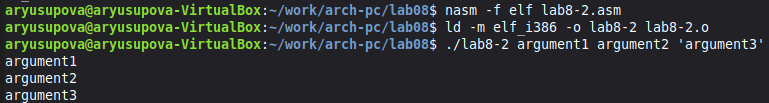 aryusupova@aryusupova-VirtualBox:~/work/arch-pc/lab08$ nasm -f elf lab8-2.asm
aryusupova@aryusupova-VirtualBox:~/work/arch-pc/lab08$ ld -m elf_i386 -o lab8-2 lab8-2.o
aryusupova@aryusupova-VirtualBox:~/work/arch-pc/lab08$ ./lab8-2 argument1 argument2 'argument3'
argument1
argument2
argument3